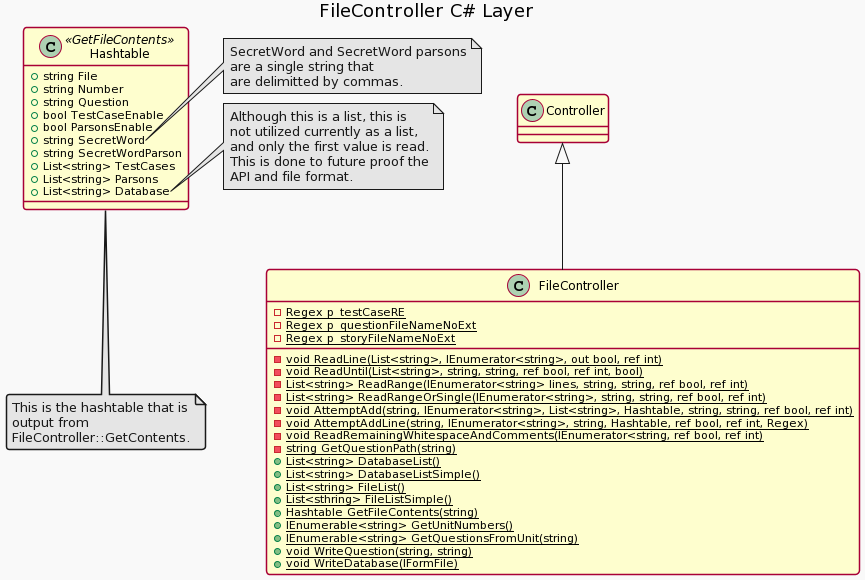 FileController C# Layer
C «GetFileContents»
Hashtable
string File
string Number
string Question
bool TestCaseEnable
bool ParsonsEnable
string SecretWord
string SecretWordParson
List<string> TestCases
List<string> Parsons
List<string> Database
SecretWord and SecretWord parsons
are a single string that
are delimitted by commas.
Although this is a list, this is
not utilized currently as a list,
and only the first value is read.
This is done to future proof the
API and file format.
C Controller
This is the hashtable that is
output from
FileController::GetContents.
C FileController
Regex p_testCaseRE
Regex p_questionFileNameNoExt
Regex p_storyFileNameNoExt
void ReadLine(List<string>, IEnumerator<string>, out bool, ref int)
void ReadUntil(List<string>, string, string, ref bool, ref int, bool)
List<string> ReadRange(IEnumerator<string> lines, string, string, ref bool, ref int)
List<string> ReadRangeOrSingle(IEnumerator<string>, string, string, ref bool, ref int)
void AttemptAdd(string, IEnumerator<string>, List<string>, Hashtable, string, string, ref bool, ref int)
void AttemptAddLine(string, IEnumerator<string>, string, Hashtable, ref bool, ref int, Regex)
void ReadRemainingWhitespaceAndComments(IEnumerator<string, ref bool, ref int)
string GetQuestionPath(string)
List<string> DatabaseList()
List<string> DatabaseListSimple()
List<string> FileList()
List<sthring> FileListSimple()
Hashtable GetFileContents(string)
IEnumerable<string> GetUnitNumbers()
IEnumerable<string> GetQuestionsFromUnit(string)
void WriteQuestion(string, string)
void WriteDatabase(IFormFile)